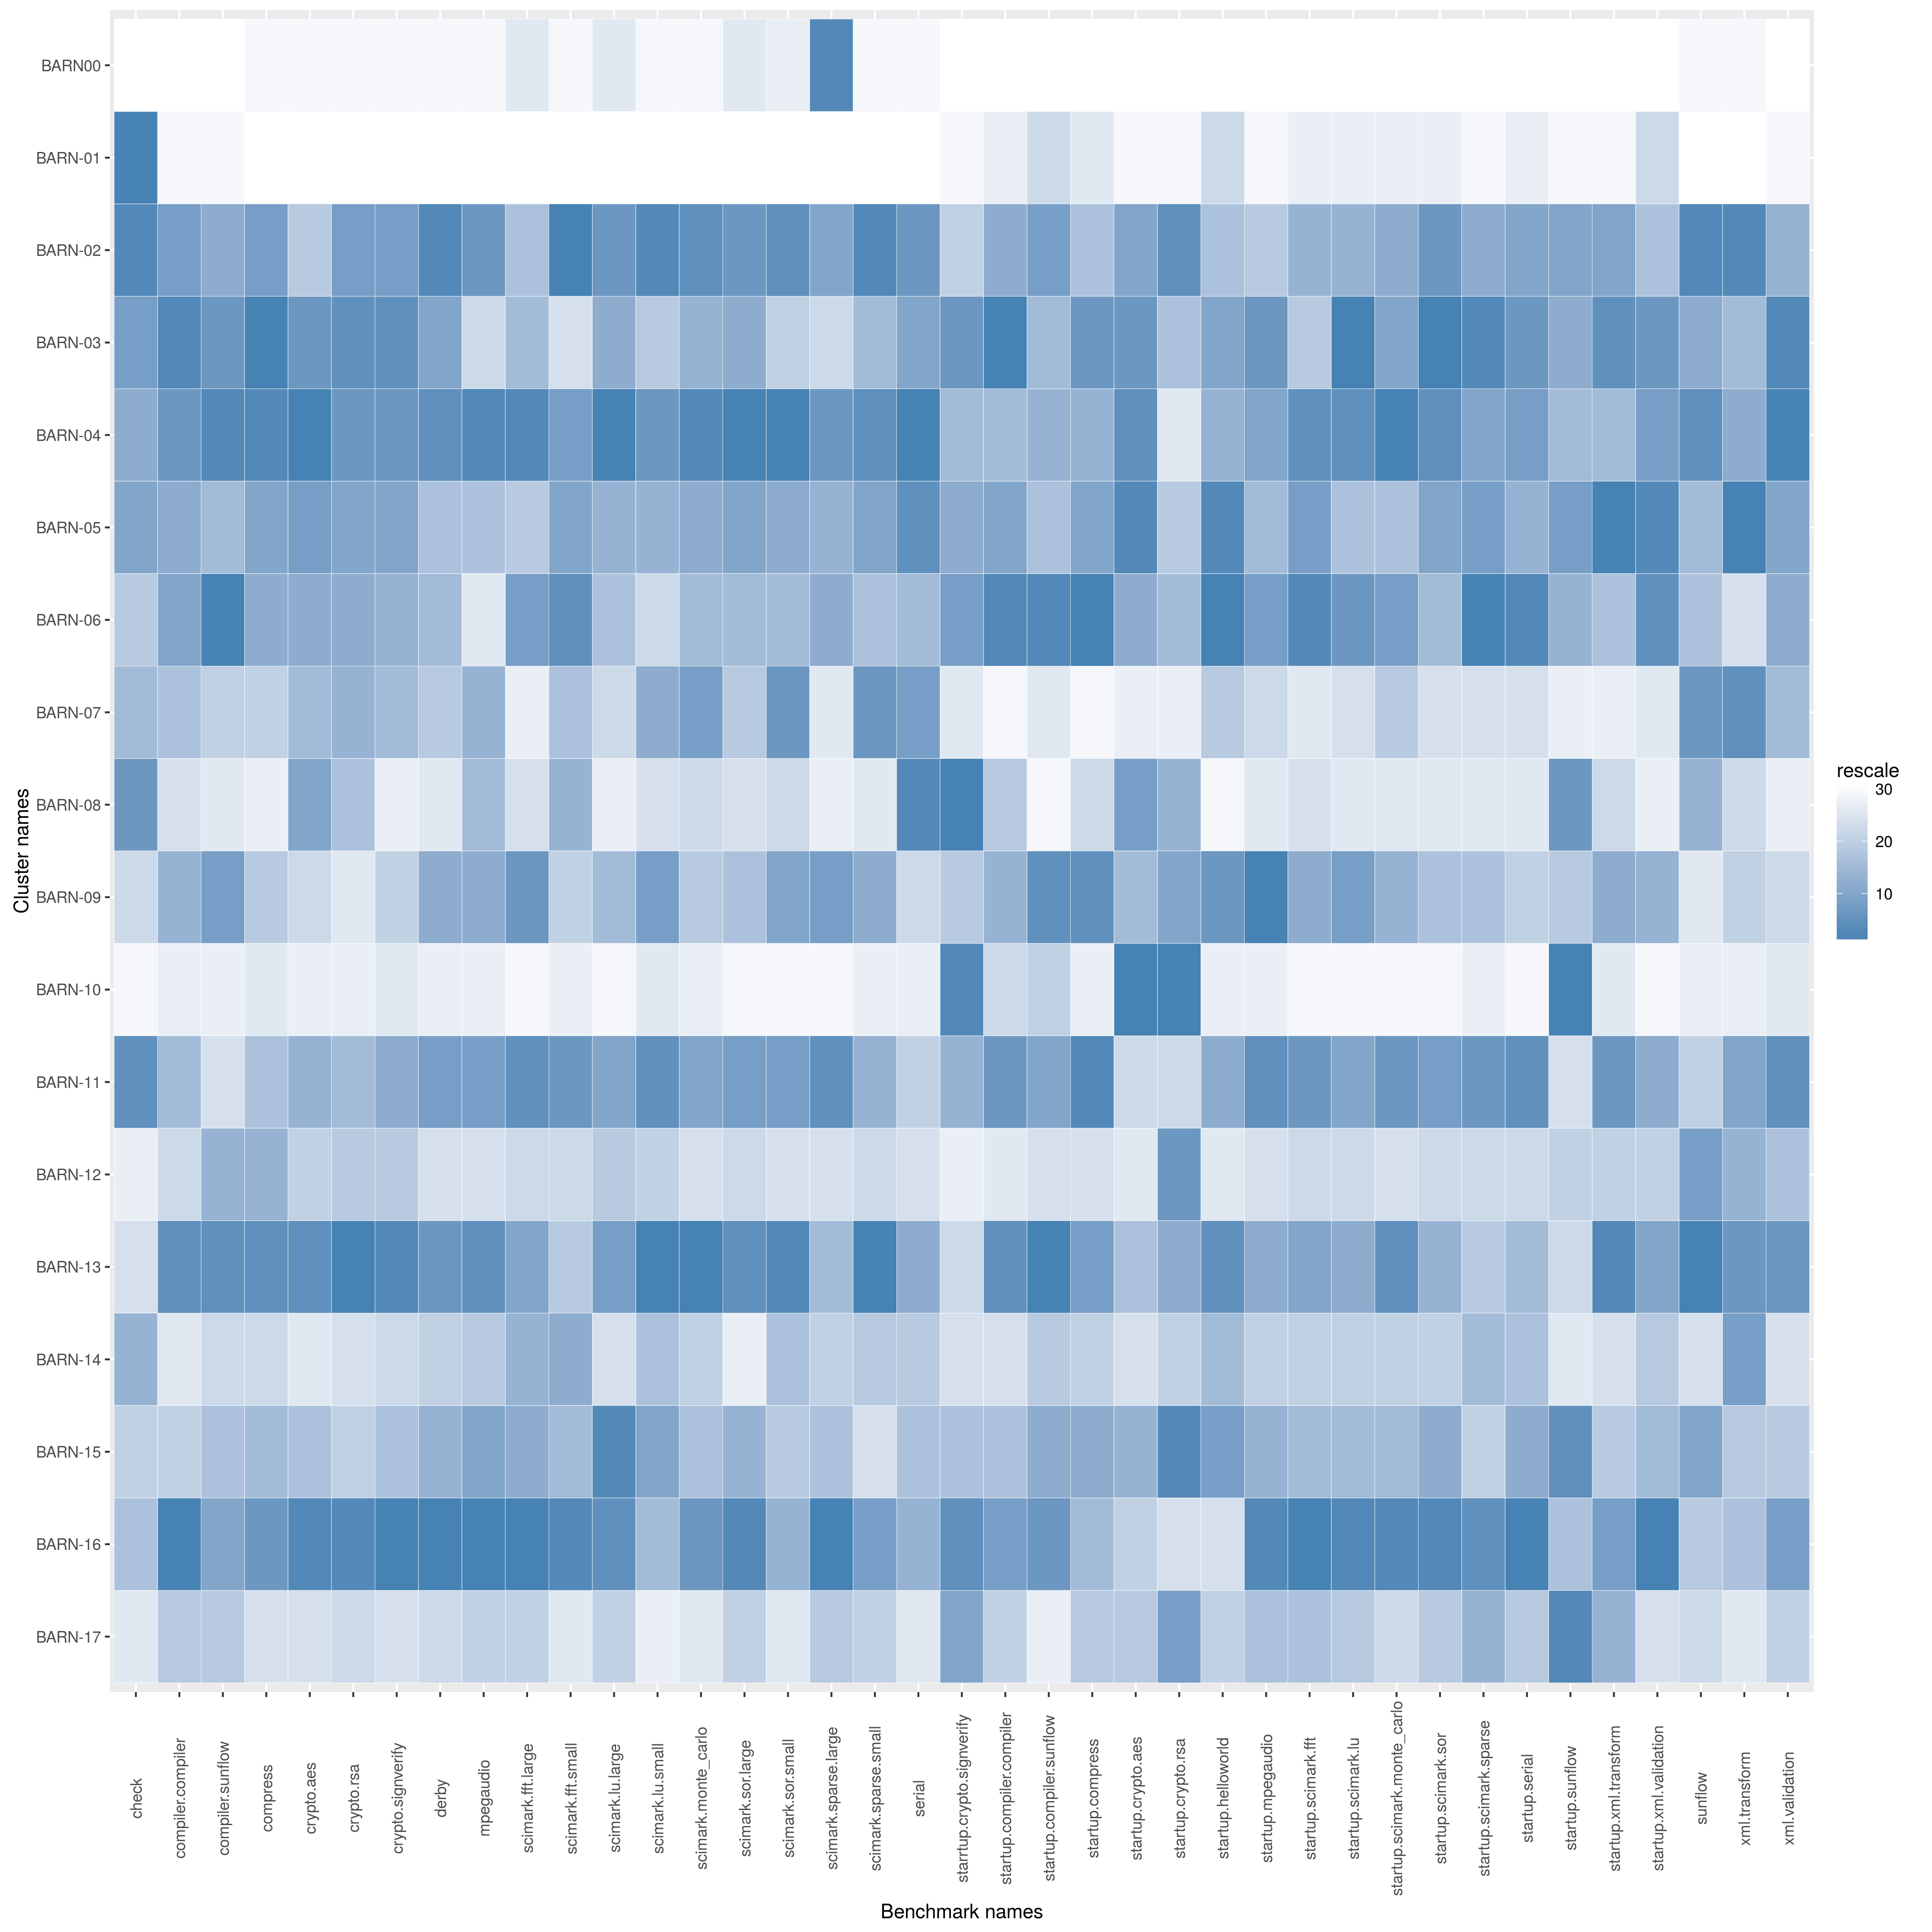 BARN00
BARN-01
BARN-02
BARN-03
BARN-04
BARN-05
BARN-06
BARN-07
BARN-08
BARN-09
BARN-10
BARN-11
BARN-12
BARN-13
BARN-14
BARN-15
BARN-16
BARN-17
Cluster names
rescale
30
20
10
check
compiler.compiler
compiler.sunflow
compress
crypto.aes
crypto.rsa
crypto.signverify
derby
mpegaudio
scimark.fft.large
scimark.fft.small
scimark.lu.large
scimark.lu.small
scimark.monte_carlo
scimark.sor.large
scimark.sor.small
scimark.sparse.large
scimark.sparse.small
serial
starrtup.crypto.signverify
startup.compiler.compiler
startup.compiler.sunflow
startup.compress
startup.crypto.aes
startup.crypto.rsa
startup.helloworld
startup.mpegaudio
startup.scimark.fft
startup.scimark.lu
startup.scimark.monte_carlo
startup.scimark.sor
startup.scimark.sparse
startup.serial
startup.sunflow
startup.xml.transform
startup.xml.validation
sunflow
xml.transform
xml.validation
Benchmark names